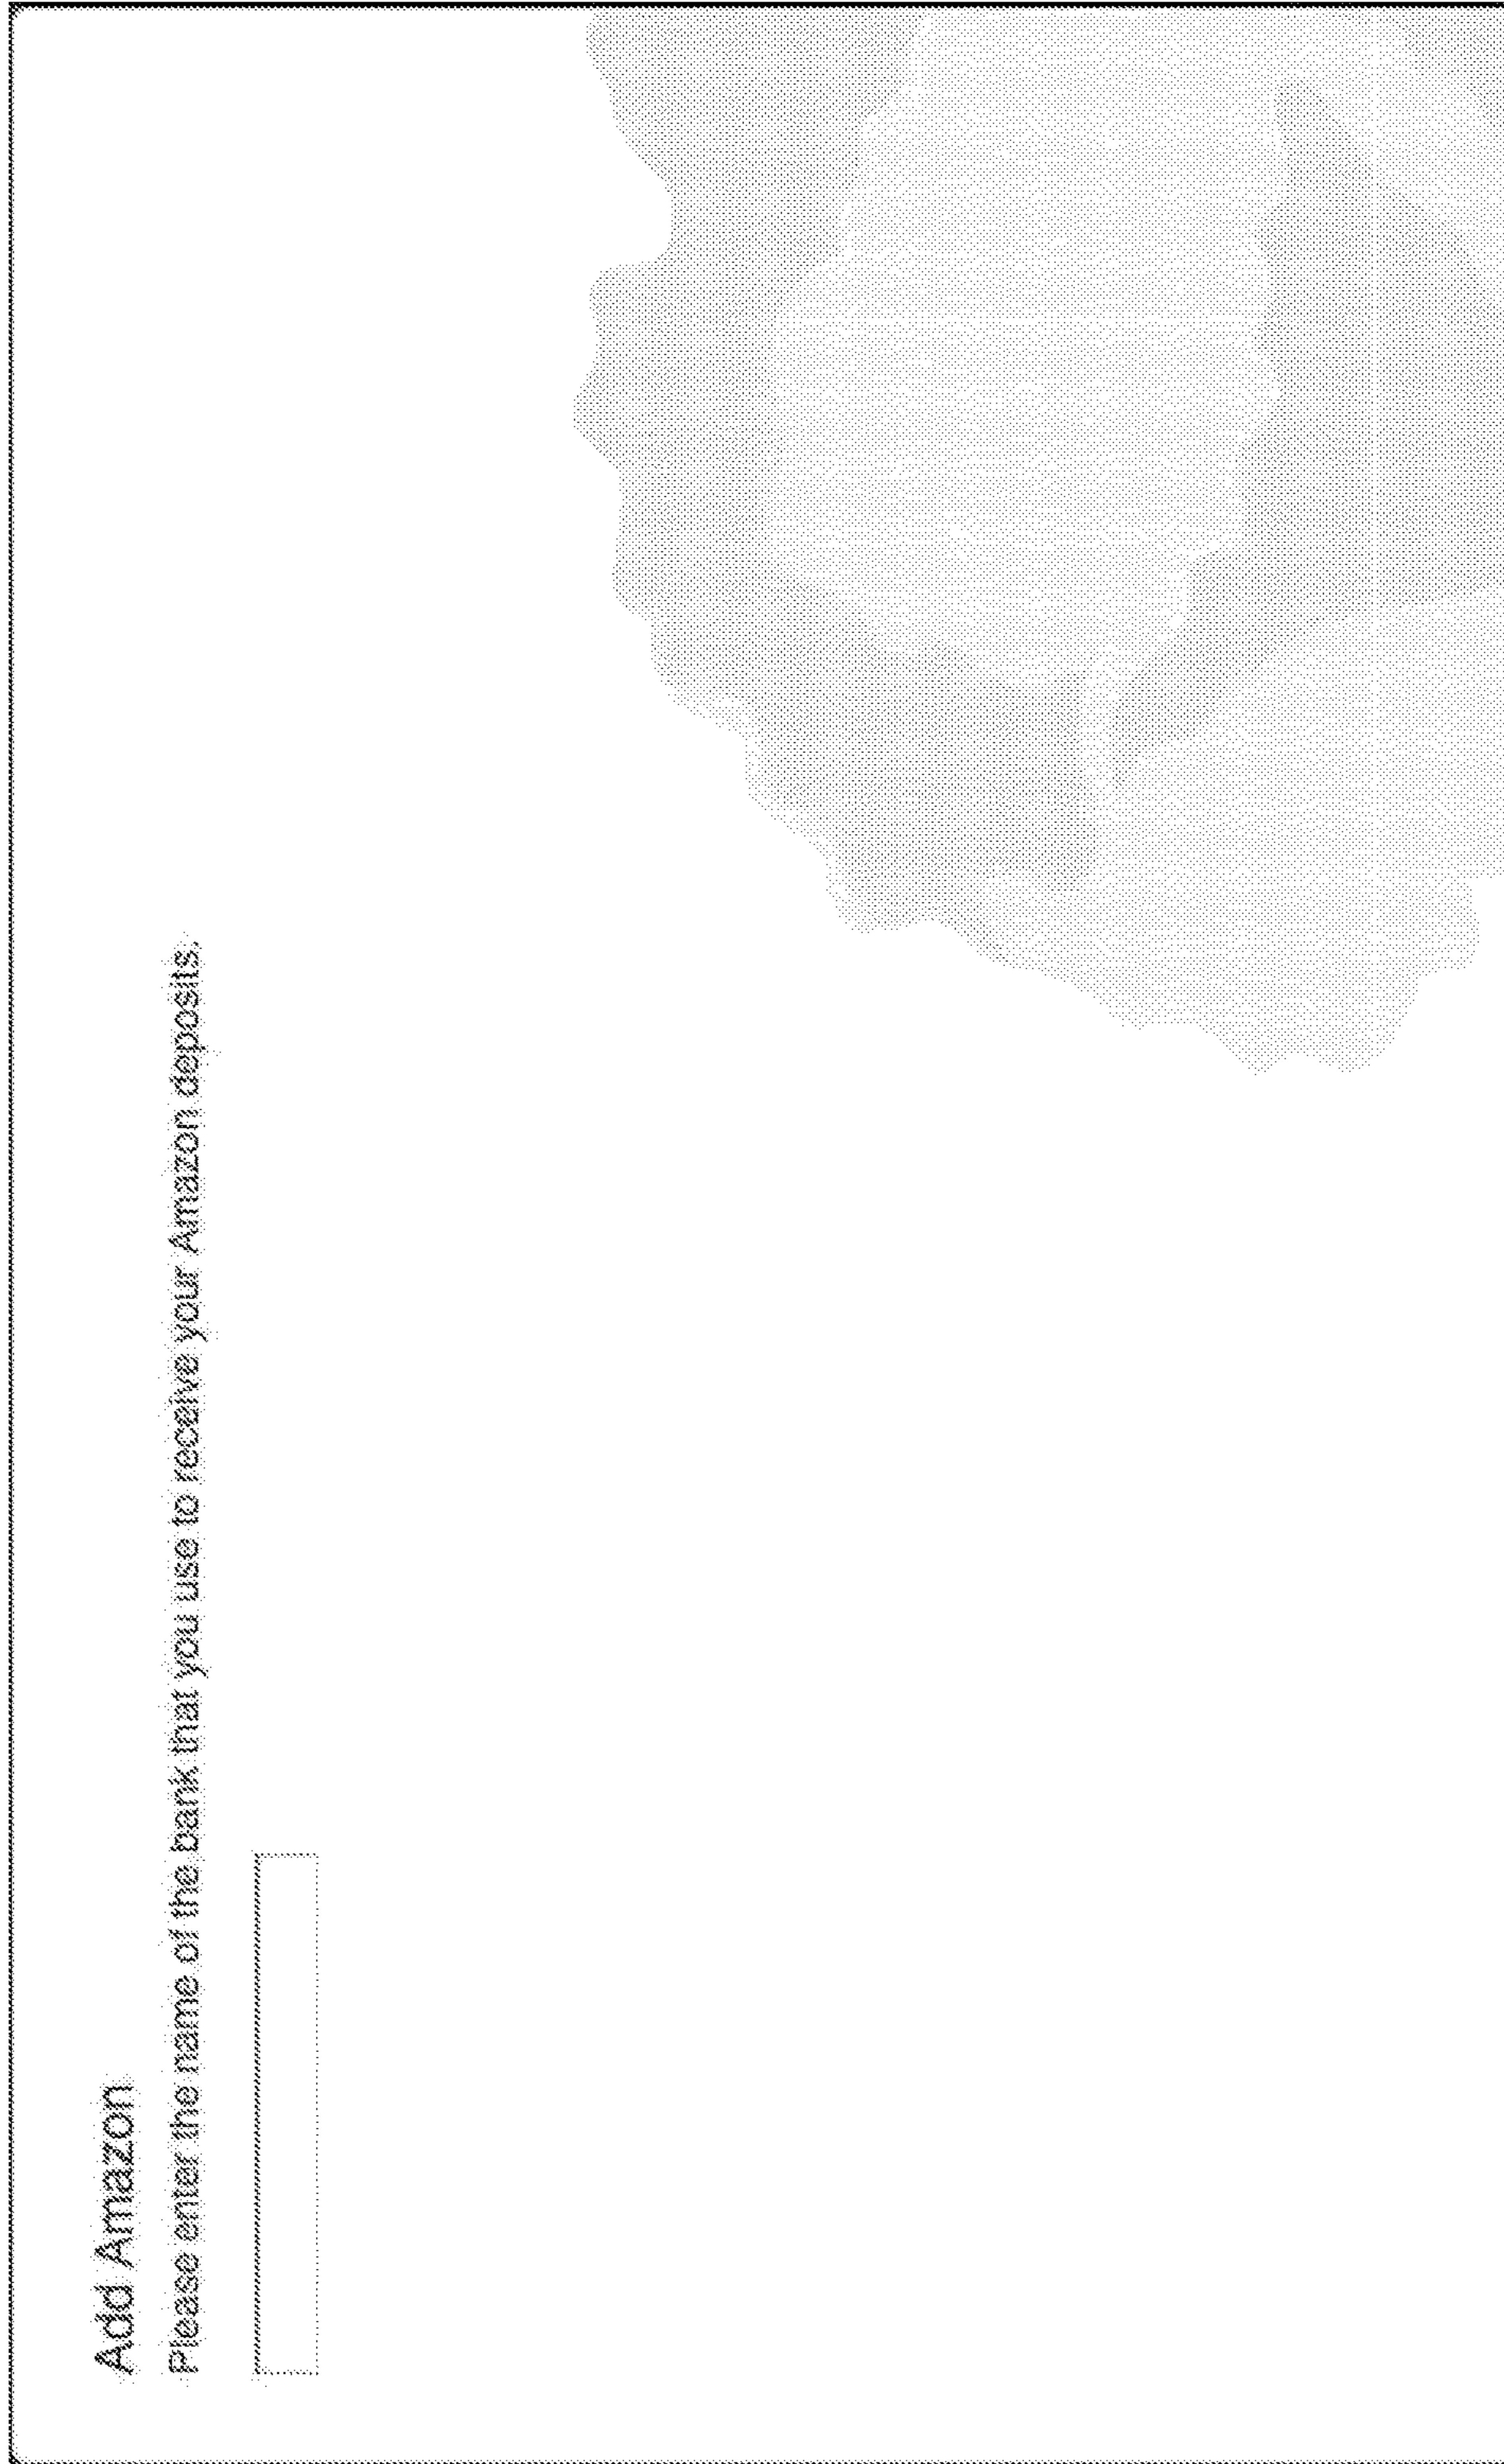 Add Amazon
Please enter the name of the bank that you use to receive your Amazon deposits.